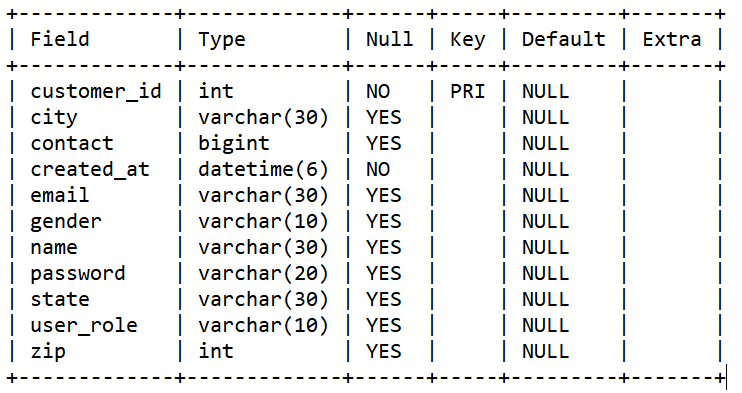 +-------------+-------------+------+-----+---------+-------+
| Field       | Type        | Null | Key | Default | Extra |
+-------------+-------------+------+-----+---------+-------+
| customer_id | int         | NO   | PRI | NULL    |       |
| city        | varchar(30) | YES  |     | NULL    |       |
| contact     | bigint      | YES  |     | NULL    |       |
| created_at  | datetime(6) | NO   |     | NULL    |       |
| email       | varchar(30) | YES  |     | NULL    |       |
| gender      | varchar(10) | YES  |     | NULL    |       |
| name        | varchar(30) | YES  |     | NULL    |       |
| password    | varchar(20) | YES  |     | NULL    |       |
| state       | varchar(30) | YES  |     | NULL    |       |
| user_role   | varchar(10) | YES  |     | NULL    |       |
| zip         | int         | YES  |     | NULL    |       |
+-------------+-------------+------+-----+---------+-------+